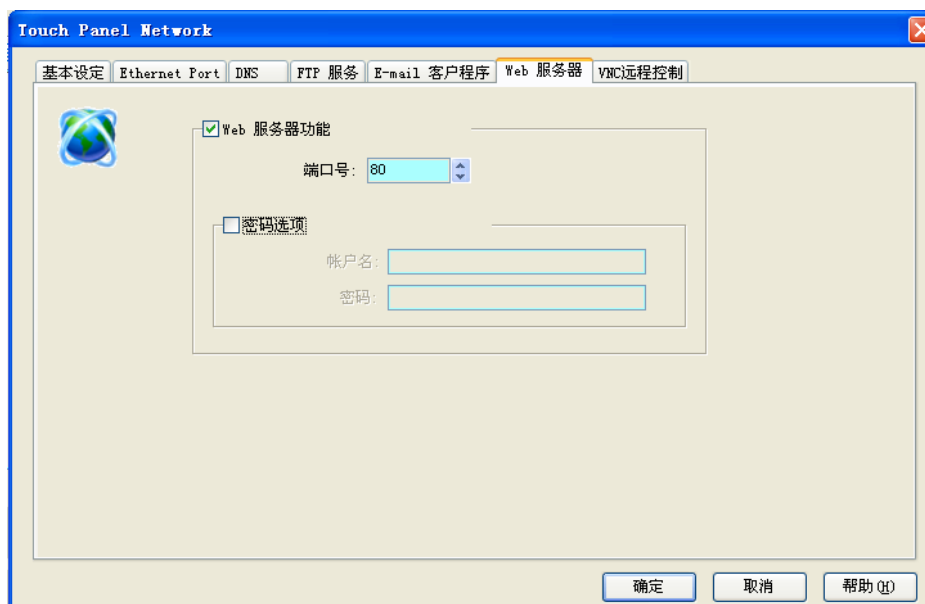 Touch Panel Network
基本设定 Ethernet Port DNS FTP 服务 E-mail 客户程序 Web 服务器 VNC远程控制
Web 服务器功能
端口号: 80
密码选项
帐户名:
密码:
确定 取消 帮助(H)